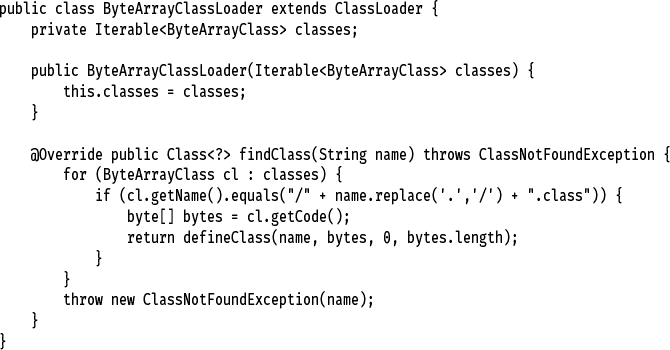 public class ByteArrayClassLoader extends ClassLoader {
    private Iterable<ByteArrayClass> classes;

    public ByteArrayClassLoader(Iterable<ByteArrayClass> classes) {
        this.classes = classes;
    }

    @Override public Class<?> findClass(String name) throws ClassNotFoundException {
        for (ByteArrayClass cl : classes) {
            if (cl.getName().equals("/" + name.replace('.','/') + ".class")) {
                byte[] bytes = cl.getCode();
                return defineClass(name, bytes, 0, bytes.length);
            }
        }
        throw new ClassNotFoundException(name);
    }
}